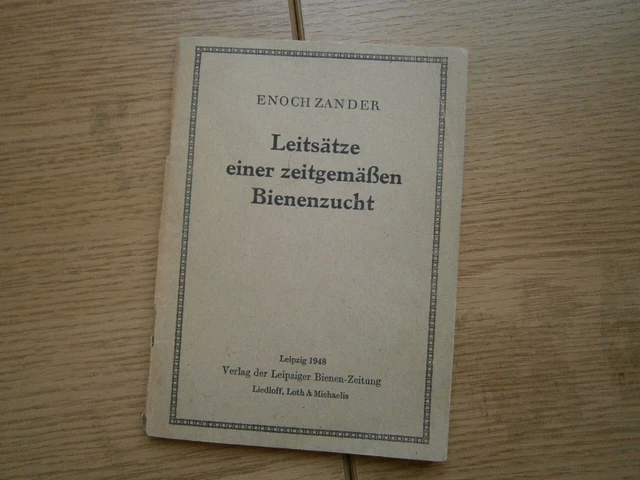 ENOCH ZANDER
Leitsätze
einer zeitgemäßen
Bienenzucht
Leipzig 1948
Verlag der Leipziger Bienen-Zeitung
Liedloff, Loth & Michaelis